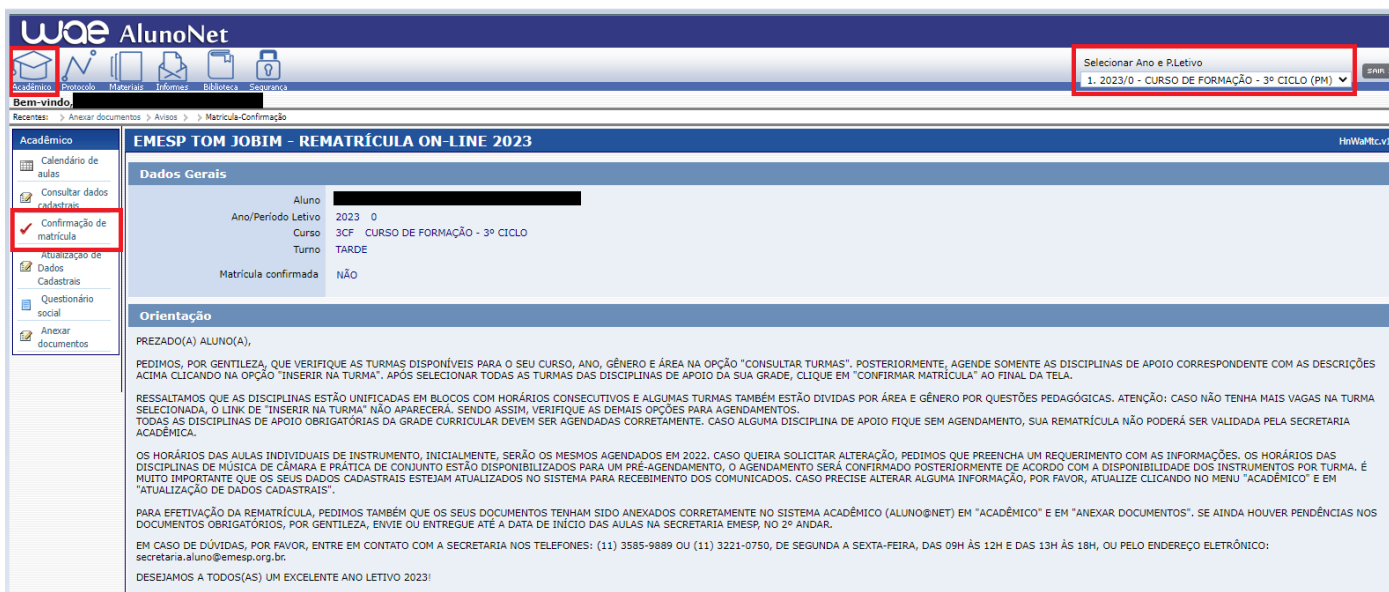 wae AlunoNet
Selecionar Ano e P.Letivo
1. 2023/0 - CURSO DE FORMAÇÃO - 3º CICLO (PM)
SAIR
Acadêmico Protocolo Materiais Informes Biblioteca Segurança
Bem-vindo,
Recentes: > Anexar documentos > Avisos > > Matricula-Confirmação
Acadêmico
Calendário de
aulas
Consultar dados
cadastrais
Confirmação de
matrícula
Atualização de
Dados
Cadastrais
Questionário
social
Anexar
documentos
EMESP TOM JOBIM - REMATRÍCULA ON-LINE 2023
HnWaMtc.v1
Dados Gerais
Aluno
Ano/Período Letivo 2023 0
Curso 3CF CURSO DE FORMAÇÃO - 3º CICLO
Turno TARDE
Matrícula confirmada NÃO
Orientação
PREZADO(A) ALUNO(A),
PEDIMOS, POR GENTILEZA, QUE VERIFIQUE AS TURMAS DISPONÍVEIS PARA O SEU CURSO, ANO, GÊNERO E ÁREA NA OPÇÃO "CONSULTAR TURMAS". POSTERIORMENTE, AGENDE SOMENTE AS DISCIPLINAS DE APOIO CORRESPONDENTE COM AS DESCRIÇÕES
ACIMA CLICANDO NA OPÇÃO "INSERIR NA TURMA". APÓS SELECIONAR TODAS AS TURMAS DAS DISCIPLINAS DE APOIO DA SUA GRADE, CLIQUE EM "CONFIRMAR MATRÍCULA" AO FINAL DA TELA.
RESSALTAMOS QUE AS DISCIPLINAS ESTÃO UNIFICADAS EM BLOCOS COM HORÁRIOS CONSECUTIVOS E ALGUMAS TURMAS TAMBÉM ESTÃO DIVIDAS POR ÁREA E GÊNERO POR QUESTÕES PEDAGÓGICAS. ATENÇÃO: CASO NÃO TENHA MAIS VAGAS NA TURMA
SELECIONADA, O LINK DE "INSERIR NA TURMA" NÃO APARECERÁ. SENDO ASSIM, VERIFIQUE AS DEMAIS OPÇÕES PARA AGENDAMENTOS.
TODAS AS DISCIPLINAS DE APOIO OBRIGATÓRIAS DA GRADE CURRICULAR DEVEM SER AGENDADAS CORRETAMENTE. CASO ALGUMA DISCIPLINA DE APOIO FIQUE SEM AGENDAMENTO, SUA REMATRÍCULA NÃO PODERÁ SER VALIDADA PELA SECRETARIA
ACADÊMICA.
OS HORÁRIOS DAS AULAS INDIVIDUAIS DE INSTRUMENTO, INICIALMENTE, SERÃO OS MESMOS AGENDADOS EM 2022. CASO QUEIRA SOLICITAR ALTERAÇÃO, PEDIMOS QUE PREENCHA UM REQUERIMENTO COM AS INFORMAÇÕES. OS HORÁRIOS DAS
DISCIPLINAS DE MÚSICA DE CÂMARA E PRÁTICA DE CONJUNTO ESTÃO DISPONIBILIZADOS PARA UM PRÉ-AGENDAMENTO, O AGENDAMENTO SERÁ CONFIRMADO POSTERIORMENTE DE ACORDO COM A DISPONIBILIDADE DOS INSTRUMENTOS POR TURMA. É
MUITO IMPORTANTE QUE OS SEUS DADOS CADASTRAIS ESTEJAM ATUALIZADOS NO SISTEMA PARA RECEBIMENTO DOS COMUNICADOS. CASO PRECISE ALTERAR ALGUMA INFORMAÇÃO, POR FAVOR, ATUALIZE CLICANDO NO MENU "ACADÊMICO" E EM
"ATUALIZAÇÃO DE DADOS CADASTRAIS".
PARA EFETIVAÇÃO DA REMATRÍCULA, PEDIMOS TAMBÉM QUE OS SEUS DOCUMENTOS TENHAM SIDO ANEXADOS CORRETAMENTE NO SISTEMA ACADÊMICO (ALUNO@NET) EM "ACADÊMICO" E EM "ANEXAR DOCUMENTOS". SE AINDA HOUVER PENDÊNCIAS NOS
DOCUMENTOS OBRIGATÓRIOS, POR GENTILEZA, ENVIE OU ENTREGUE ATÉ A DATA DE INÍCIO DAS AULAS NA SECRETARIA EMESP, NO 2º ANDAR.
EM CASO DE DÚVIDAS, POR FAVOR, ENTRE EM CONTATO COM A SECRETARIA NOS TELEFONES: (11) 3585-9889 OU (11) 3221-0750, DE SEGUNDA A SEXTA-FEIRA, DAS 09H ÀS 12H E DAS 13H ÀS 18H, OU PELO ENDEREÇO ELETRÔNICO:
secretaria.aluno@emesp.org.br.
DESEJAMOS A TODOS(AS) UM EXCELENTE ANO LETIVO 2023!